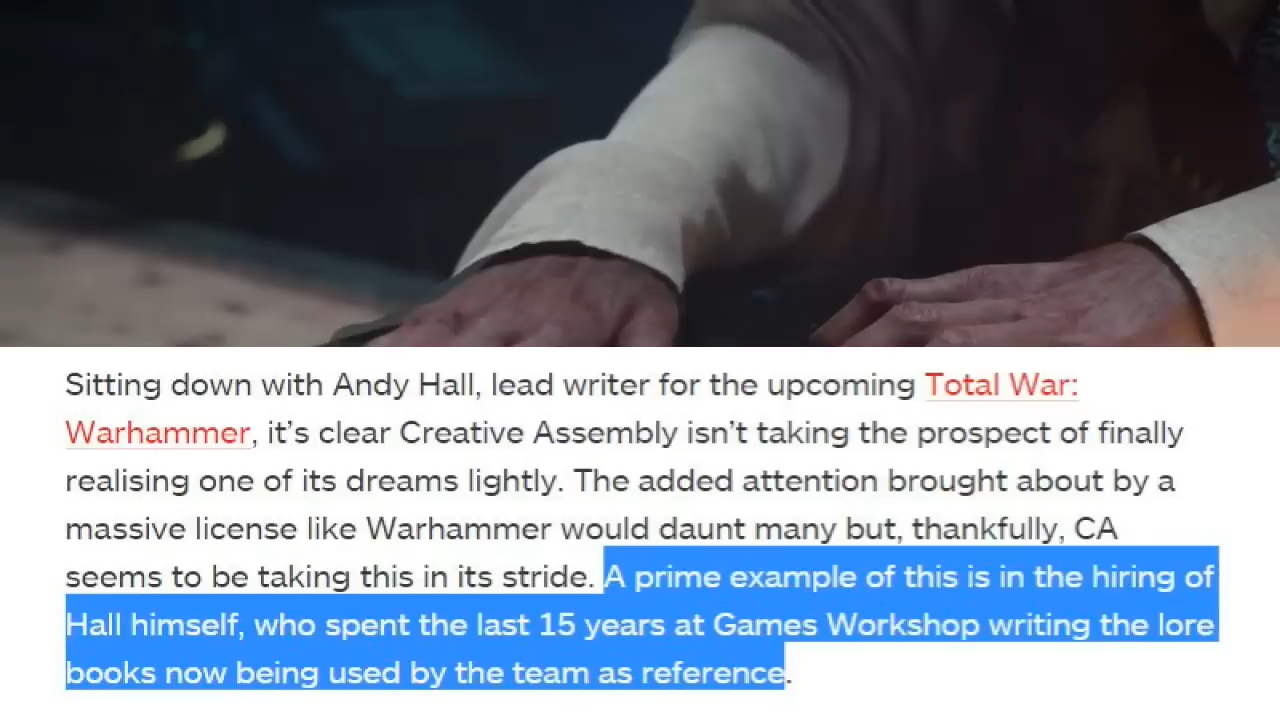 Sitting down with Andy Hall, lead writer for the upcoming Total War:
Warhammer, it’s clear Creative Assembly isn’t taking the prospect of finally
realising one of its dreams lightly. The added attention brought about by a
massive license like Warhammer would daunt many but, thankfully, CA
seems to be taking this in its stride. A prime example of this is in the hiring of
Hall himself, who spent the last 15 years at Games Workshop writing the lore
books now being used by the team as reference.